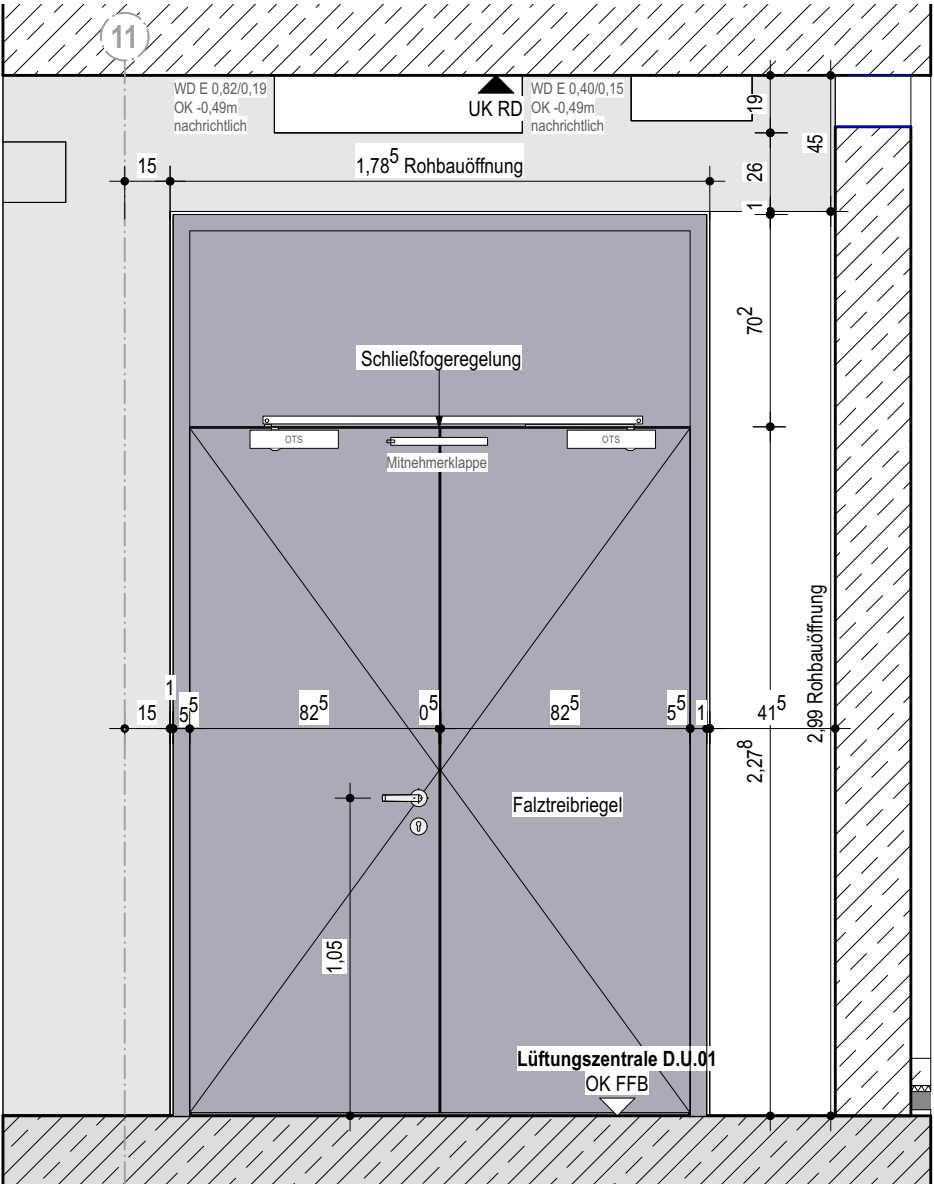 11
WD E 0,82/0,19
OK -0,49m
nachrichtlich
UK RD
WD E 0,40/0,15
OK -0,49m
nachrichtlich
19
45
15
1,78⁵ Rohbauöffnung
26
1
70²
Schließfogeregelung
OTS
OTS
Mitnehmerklappe
2,99 Rohbauöffnung
1
15
5⁵
82⁵
0⁵
82⁵
5⁵
1
41⁵
2,27⁸
Falztreibriegel
1,05
Lüftungszentrale D.U.01
OK FFB